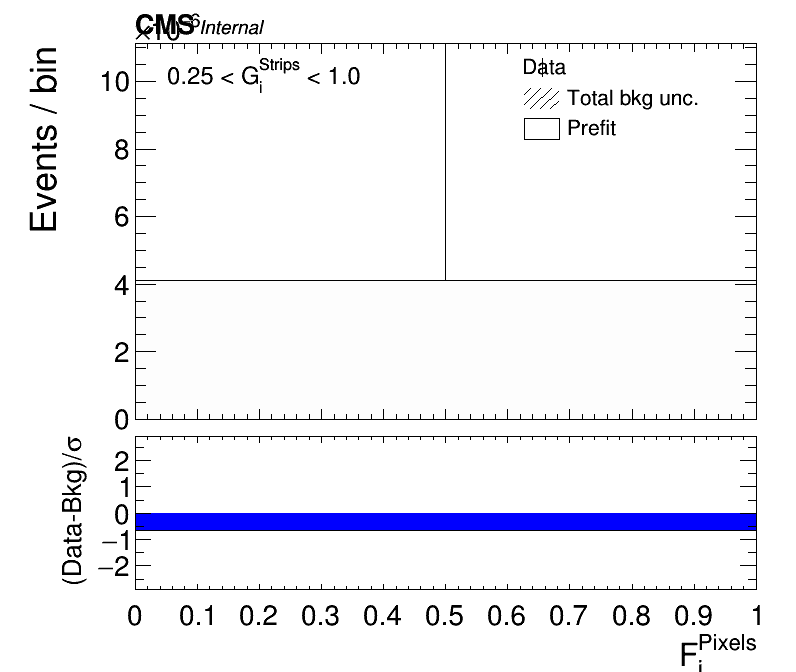 CMS Internal
×10⁻⁶
Events / bin
0.25 < G_i^Strips < 1.0
Data
Total bkg unc.
Prefit
10
8
6
4
2
0
(Data-Bkg)/σ
2
1
0
−1
−2
0 0.1 0.2 0.3 0.4 0.5 0.6 0.7 0.8 0.9 1
F_i^Pixels